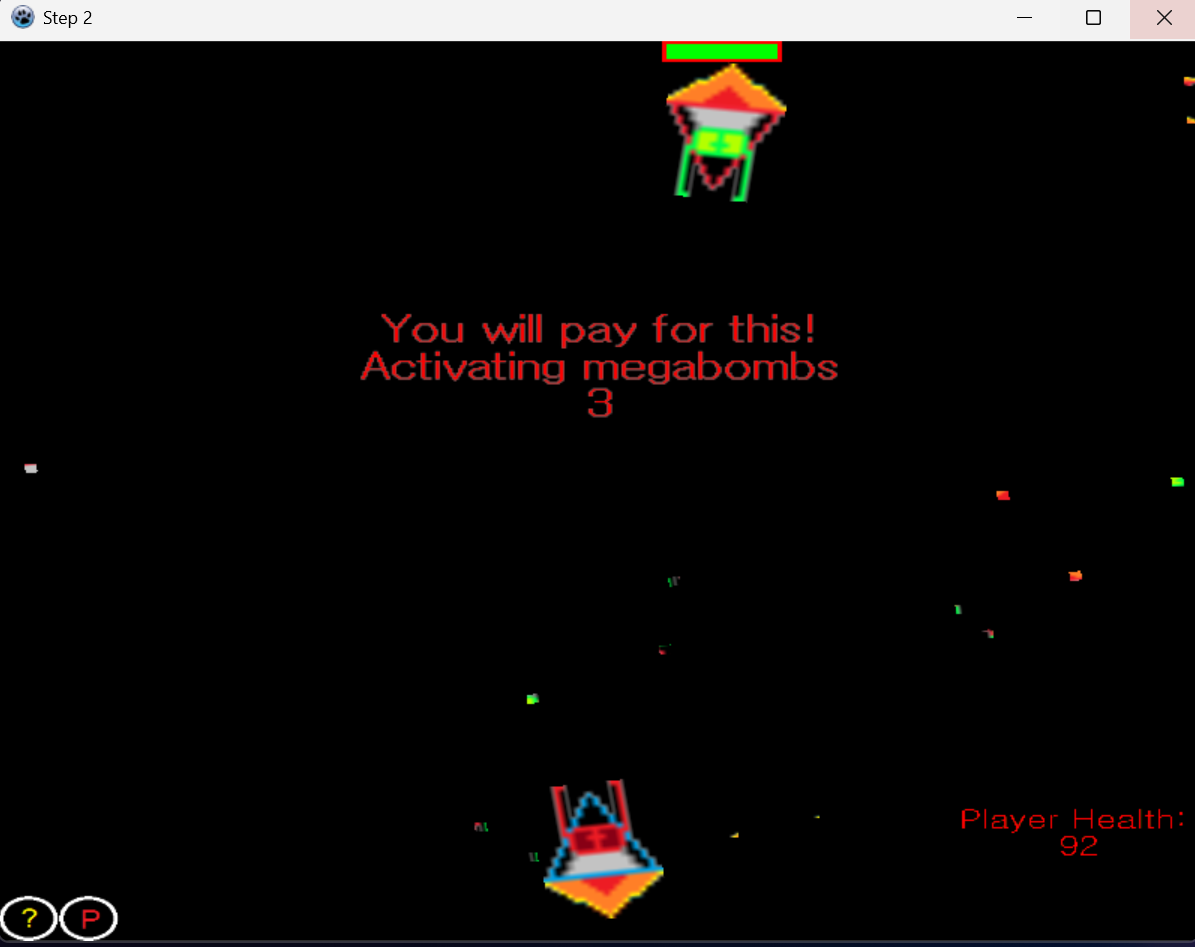 Step 2
You will pay for this!
Activating megabombs
3
Player Health:
92
? P